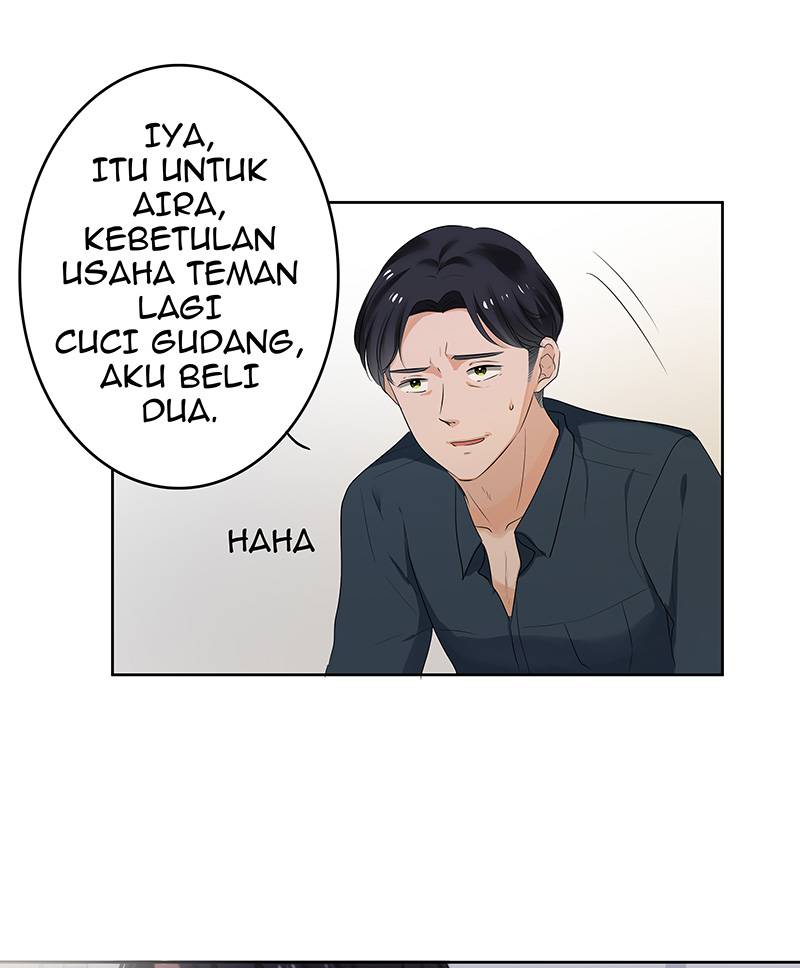 IYA,
ITU UNTUK
AIRA,
KEBETULAN
USAHA TEMAN
LAGI
CUCI GUDANG,
AKU BELI
DUA.
HAHA